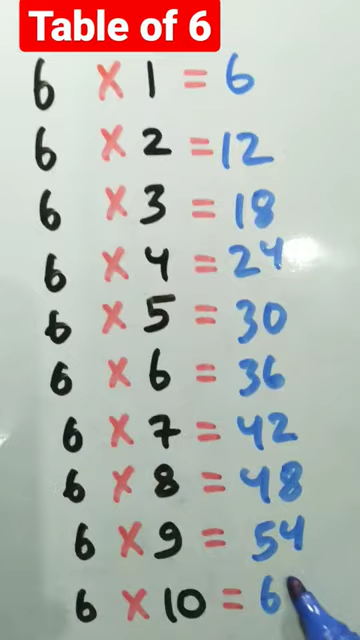 Table of 6
6 X 1 = 6
6 X 2 = 12
6 X 3 = 18
6 X 4 = 24
6 X 5 = 30
6 X 6 = 36
6 X 7 = 42
6 X 8 = 48
6 X 9 = 54
6 X 10 = 6